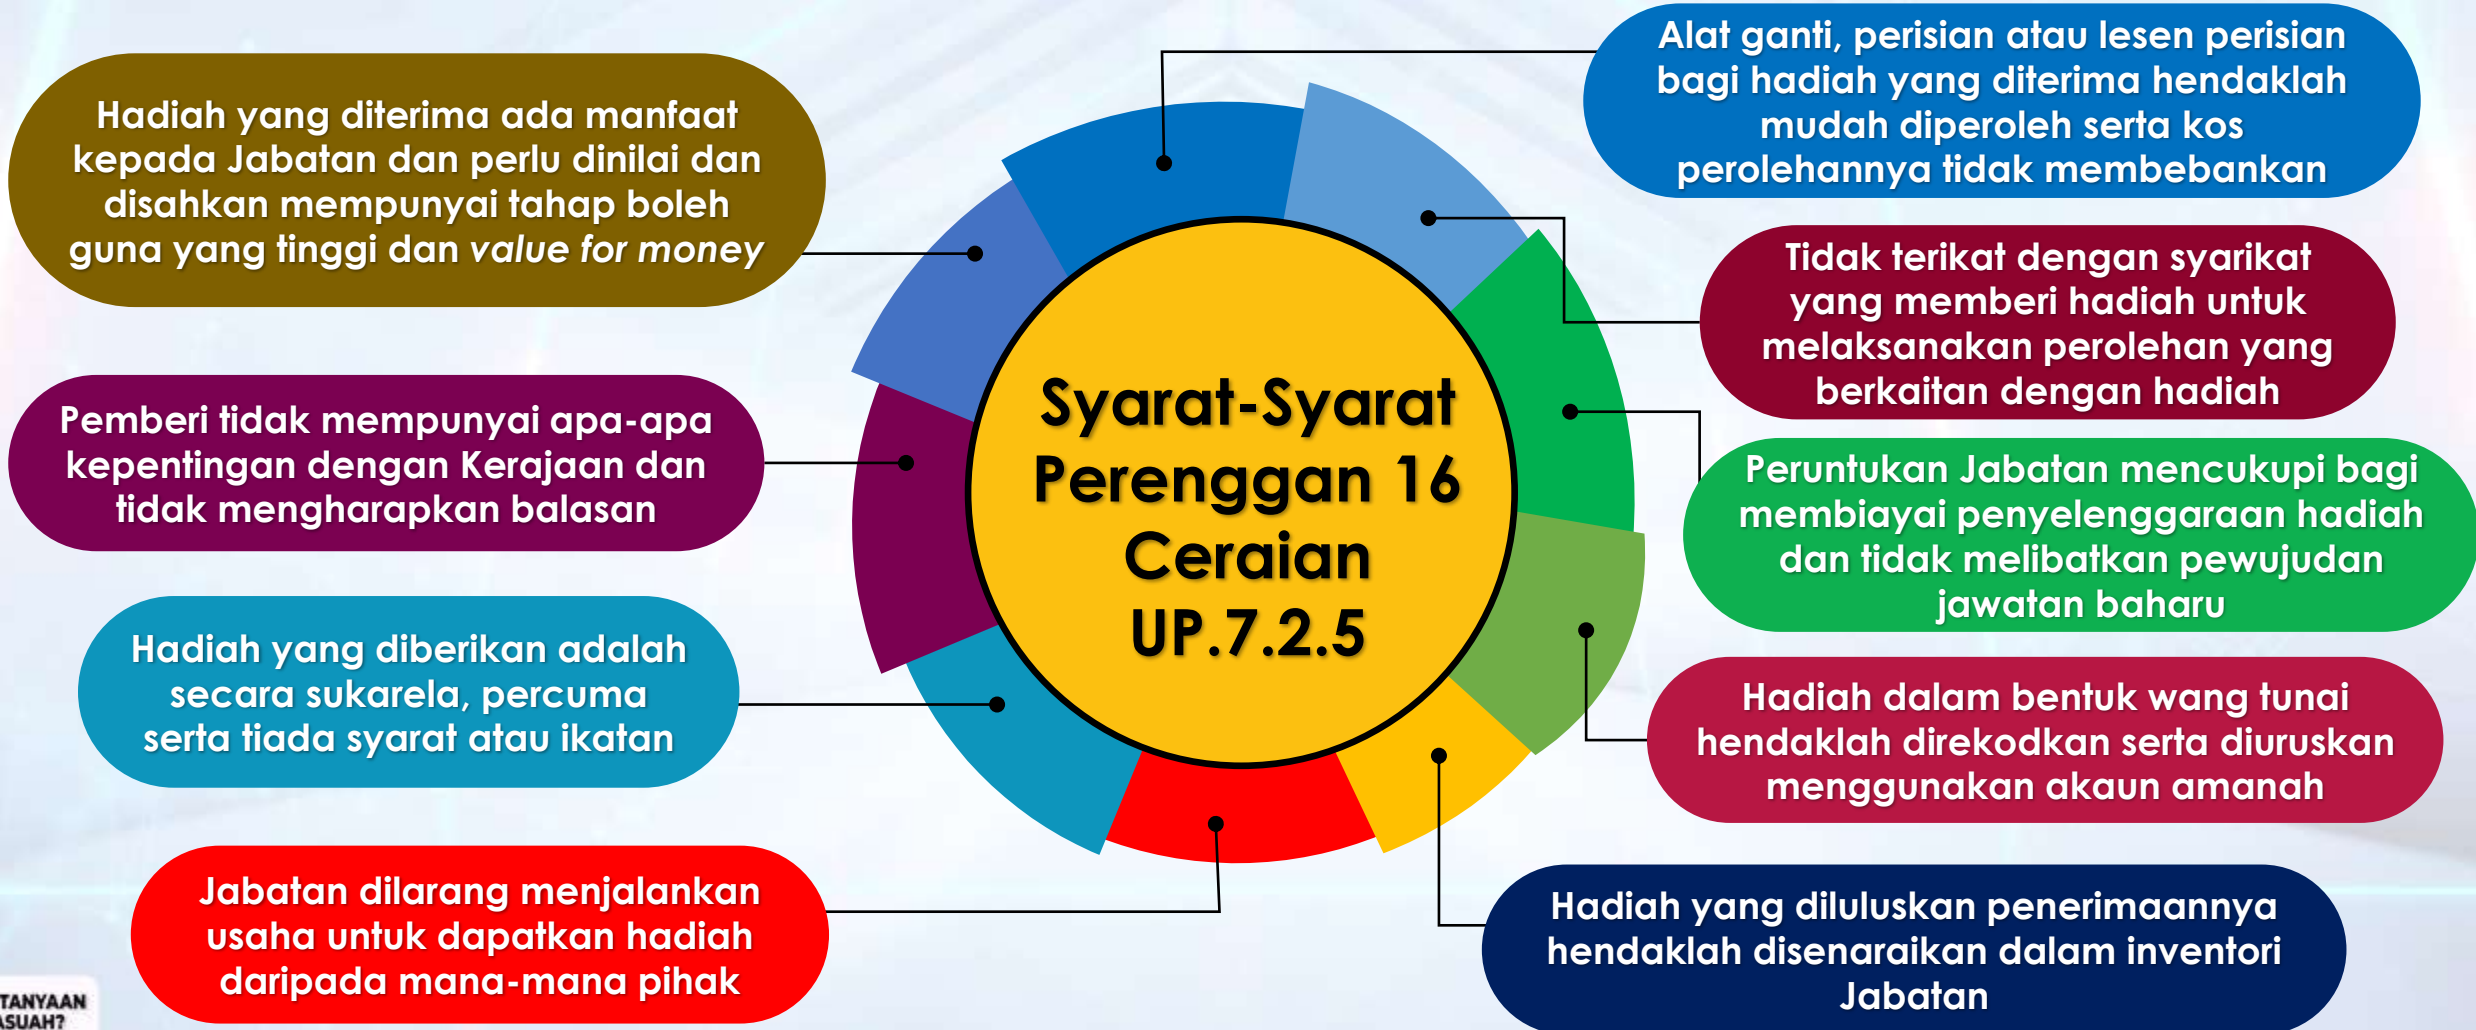 Hadiah yang diterima ada manfaat
kepada Jabatan dan perlu dinilai dan
disahkan mempunyai tahap boleh
guna yang tinggi dan value for money
Pemberi tidak mempunyai apa-apa
kepentingan dengan Kerajaan dan
tidak mengharapkan balasan
Hadiah yang diberikan adalah
secara sukarela, percuma
serta tiada syarat atau ikatan
Jabatan dilarang menjalankan
usaha untuk dapatkan hadiah
daripada mana-mana pihak
Syarat-Syarat
Perenggan 16
Ceraian
UP.7.2.5
Alat ganti, perisian atau lesen perisian
bagi hadiah yang diterima hendaklah
mudah diperoleh serta kos
perolehannya tidak membebankan
Tidak terikat dengan syarikat
yang memberi hadiah untuk
melaksanakan perolehan yang
berkaitan dengan hadiah
Peruntukan Jabatan mencukupi bagi
membiayai penyelenggaraan hadiah
dan tidak melibatkan pewujudan
jawatan baharu
Hadiah dalam bentuk wang tunai
hendaklah direkodkan serta diuruskan
menggunakan akaun amanah
Hadiah yang diluluskan penerimaannya
hendaklah disenaraikan dalam inventori
Jabatan
TANYAAN
ASUAH?